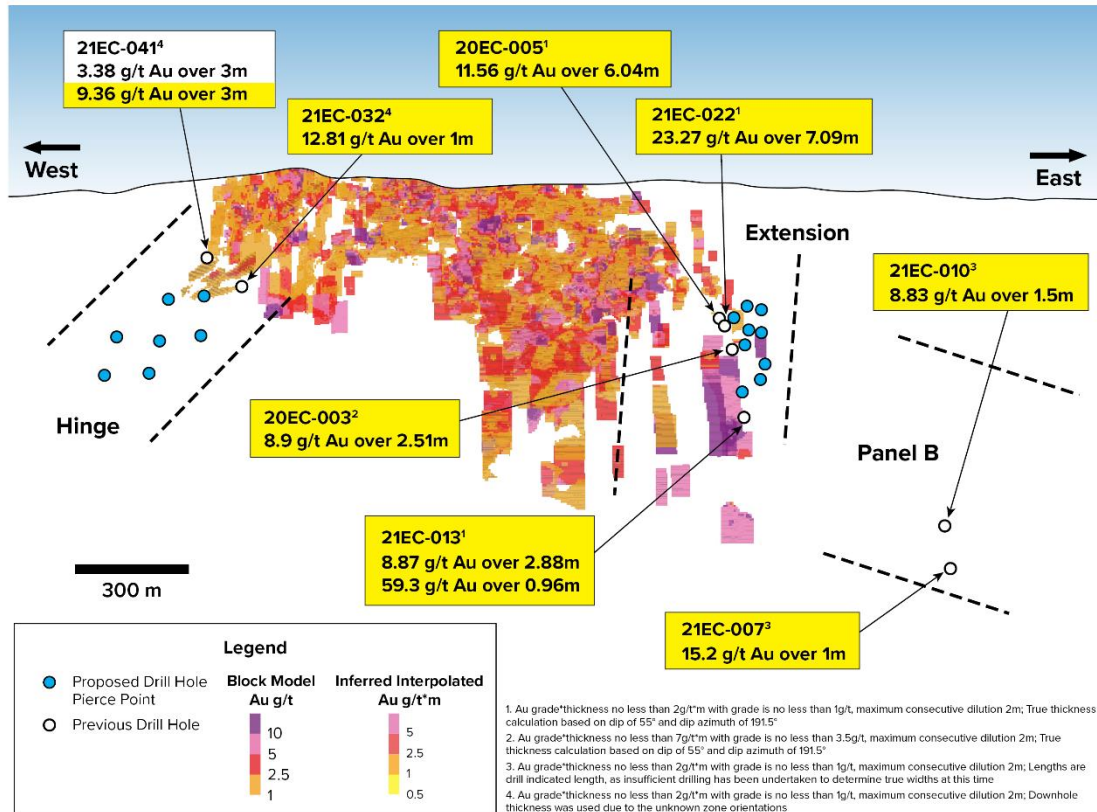 21EC-041⁴
3.38 g/t Au over 3m
9.36 g/t Au over 3m
20EC-005¹
11.56 g/t Au over 6.04m
21EC-032⁴
12.81 g/t Au over 1m
21EC-022¹
23.27 g/t Au over 7.09m
West
East
Extension
21EC-010³
8.83 g/t Au over 1.5m
Hinge
20EC-003²
8.9 g/t Au over 2.51m
Panel B
21EC-013¹
8.87 g/t Au over 2.88m
59.3 g/t Au over 0.96m
300 m
21EC-007³
15.2 g/t Au over 1m
Legend
Proposed Drill Hole
Pierce Point
Previous Drill Hole
Block Model
Au g/t
10
5
2.5
1
Inferred Interpolated
Au g/t*m
5
2.5
1
0.5
1. Au grade*thickness no less than 2g/t*m with grade is no less than 1g/t, maximum consecutive dilution 2m; True thickness
calculation based on dip of 55° and dip azimuth of 191.5°
2. Au grade*thickness no less than 7g/t*m with grade is no less than 3.5g/t, maximum consecutive dilution 2m; True
thickness calculation based on dip of 55° and dip azimuth of 191.5°
3. Au grade*thickness no less than 2g/t*m with grade is no less than 1g/t, maximum consecutive dilution 2m; Lengths are
drill indicated length, as insufficient drilling has been undertaken to determine true widths at this time
4. Au grade*thickness no less than 2g/t*m with grade is no less than 1g/t, maximum consecutive dilution 2m; Downhole
thickness was used due to the unknown zone orientations